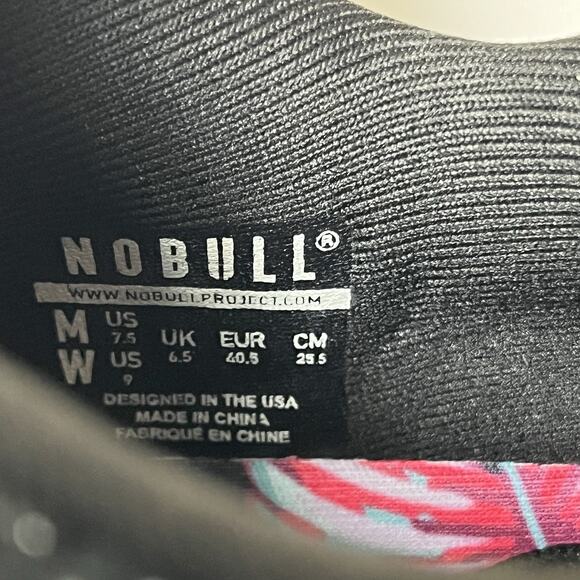 NOBULL®
WWW.NOBULLPROJECT.COM
M US 7.5 UK 6.5 EUR 40.5 CM 25.5
W US 9
DESIGNED IN THE USA
MADE IN CHINA
FABRIQUÉ EN CHINE